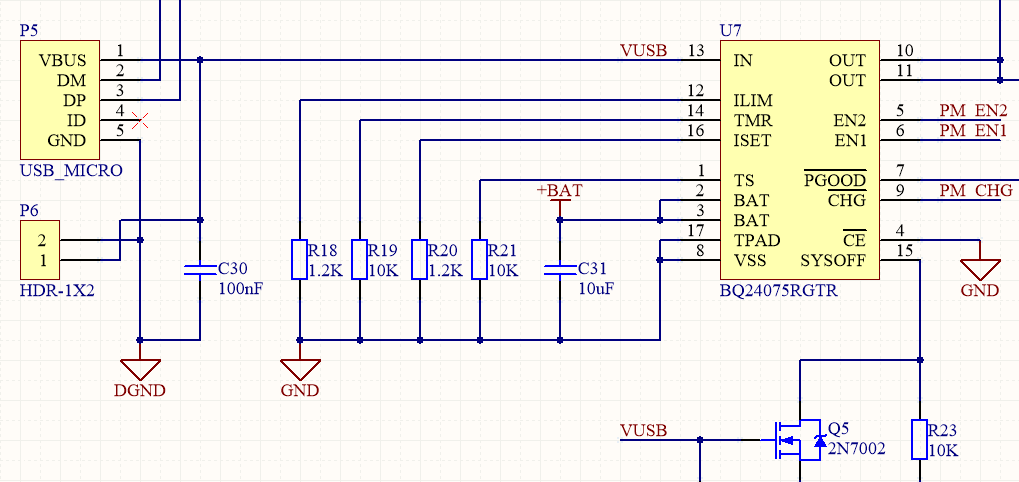 P5
VBUS 1
DM 2
DP 3
ID 4
GND 5
USB_MICRO
P6
2
1
HDR-1X2
C30
100nF
DGND
GND
R18
1.2K
R19
10K
R20
1.2K
R21
10K
+BAT
C31
10uF
VUSB
U7
13 IN
12 ILIM
14 TMR
16 ISET
1 TS
2 BAT
3 BAT
17 TPAD
8 VSS
OUT 10
OUT 11
EN2 5 PM_EN2
EN1 6 PM_EN1
PGOOD 7
CHG 9 PM_CHG
CE 4
SYSOFF 15
BQ24075RGTR
GND
VUSB
Q5
2N7002
R23
10K